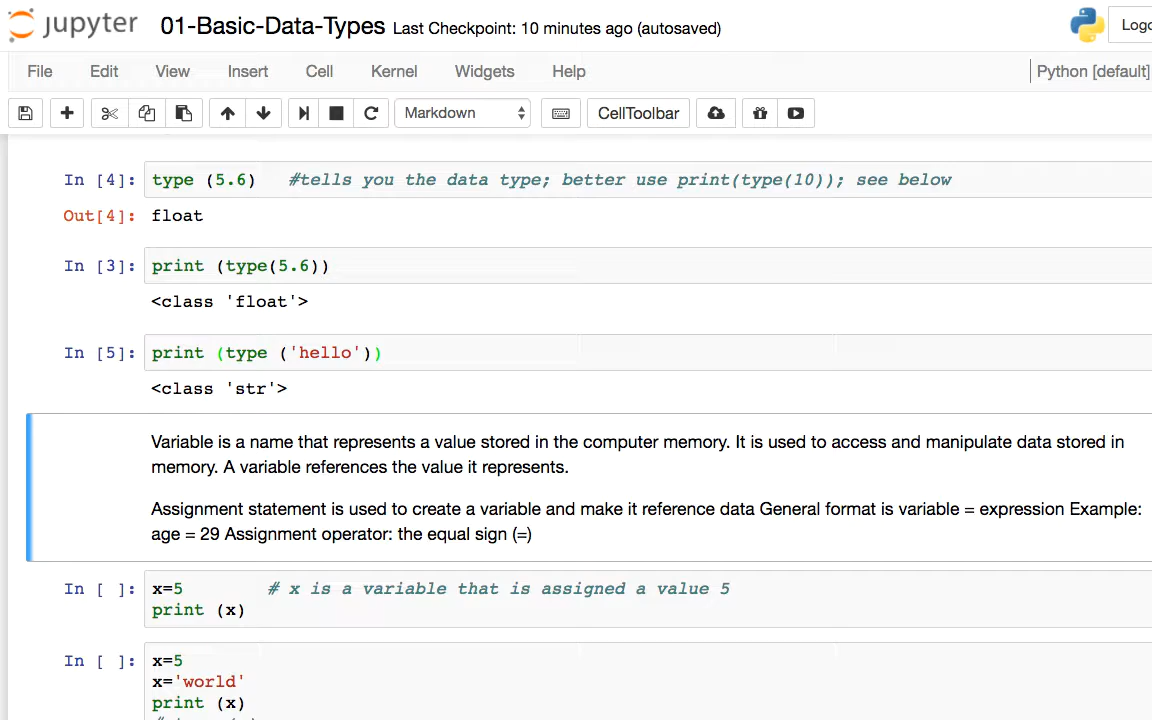 jupyter 01-Basic-Data-Types Last Checkpoint: 10 minutes ago (autosaved)
File Edit View Insert Cell Kernel Widgets Help Python [default]
Markdown CellToolbar
In [4]: type (5.6) #tells you the data type; better use print(type(10)); see below
Out[4]: float
In [3]: print (type(5.6))
<class 'float'>
In [5]: print (type ('hello'))
<class 'str'>
Variable is a name that represents a value stored in the computer memory. It is used to access and manipulate data stored in
memory. A variable references the value it represents.
Assignment statement is used to create a variable and make it reference data General format is variable = expression Example:
age = 29 Assignment operator: the equal sign (=)
In [ ]: x=5 # x is a variable that is assigned a value 5
print (x)
In [ ]: x=5
x='world'
print (x)